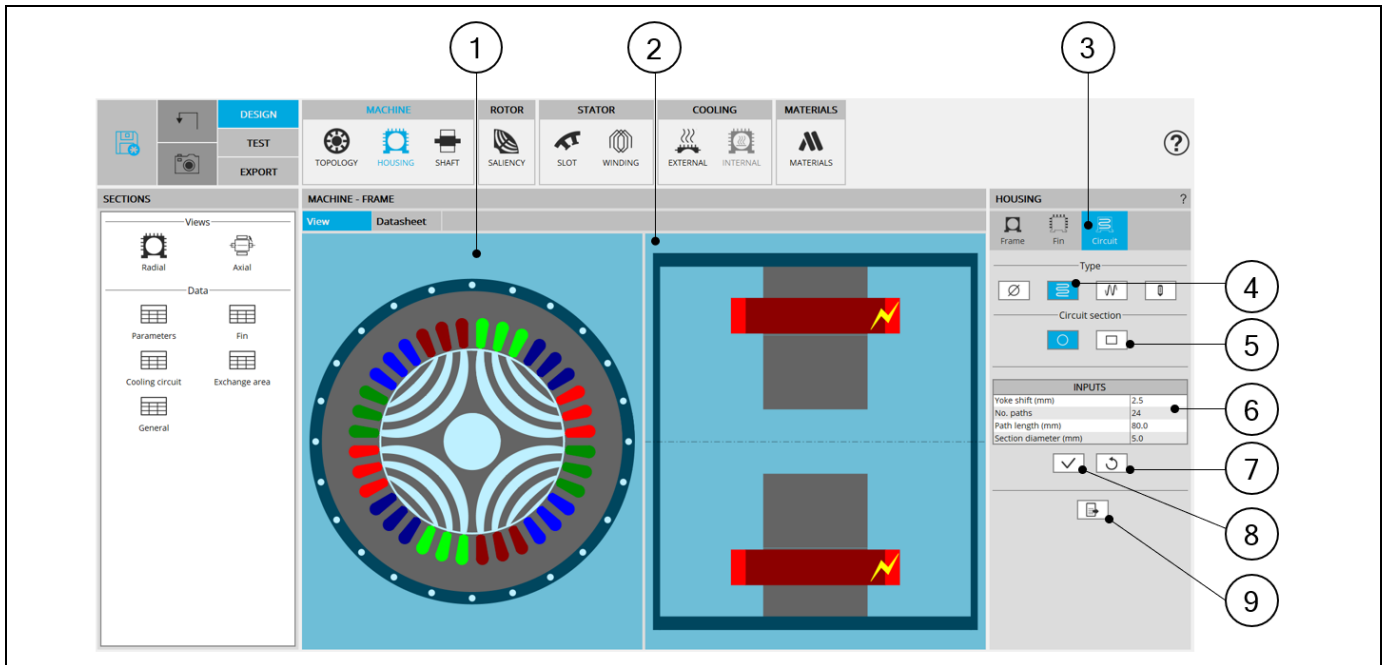 1 2 3
DESIGN MACHINE ROTOR STATOR COOLING MATERIALS
TEST
EXPORT
TOPOLOGY HOUSING SHAFT SALIENCY SLOT WINDING EXTERNAL INTERNAL MATERIALS
?
SECTIONS MACHINE - FRAME HOUSING ?
View Datasheet
Views
Radial Axial
Data
Parameters Fin
Cooling circuit Exchange area
General
Frame Fin Circuit
Type
4
Circuit section
5
INPUTS
Yoke shift (mm) 2.5
No. paths 24
6
Path length (mm) 80.0
Section diameter (mm) 5.0
7
8
9